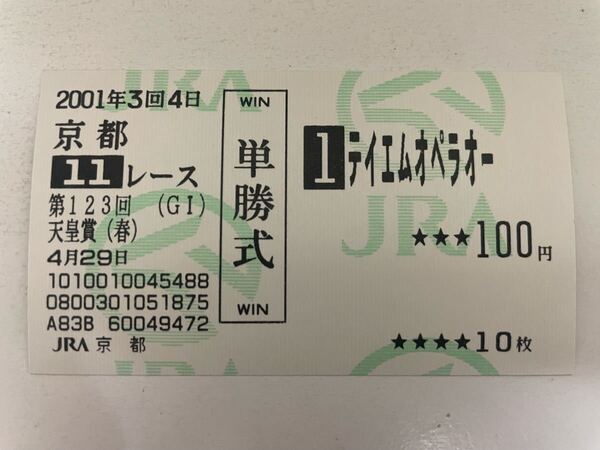 2001年3回4日
京都
11レース
第123回 (GI)
天皇賞(春)
4月29日
1010010045488
0800301051875
A83B 60049472
JRA 京 都
WIN
単勝式
WIN
1 テイエムオペラオー
★★★100円
★★★★10枚
JRA
JRA